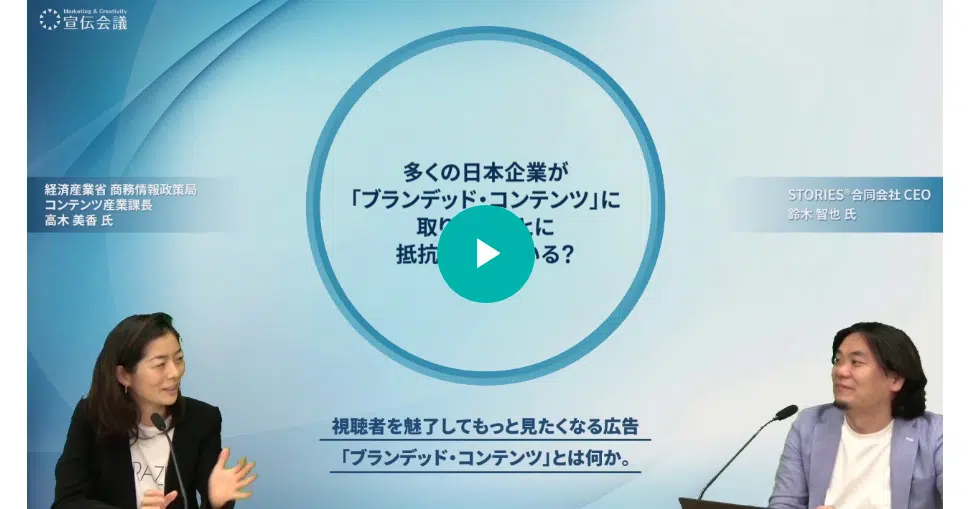 Marketing & Creativity
宣伝会議
多くの日本企業が
「ブランデッド・コンテンツ」に
取り とに
抵抗 いる?
経済産業省 商務情報政策局
コンテンツ産業課長
高木 美香 氏
STORIES®合同会社 CEO
鈴木 智也 氏
RAZ
視聴者を魅了してもっと見たくなる広告
「ブランデッド・コンテンツ」とは何か。